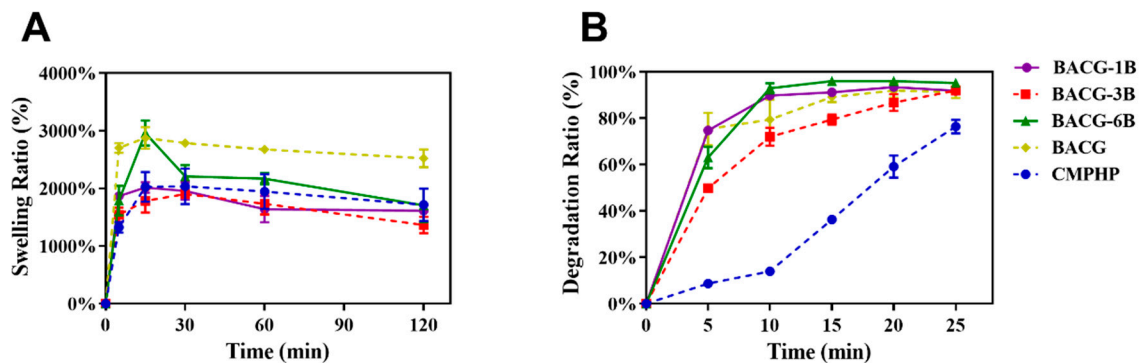 A
Swelling Ratio (%)
4000%
3000%
2000%
1000%
0%
0
30
60
90
120
Time (min)
B
Degradation Ratio (%)
100%
80%
60%
40%
20%
0%
0
5
10
15
20
25
Time (min)
BACG-1B
BACG-3B
BACG-6B
BACG
CMPHP